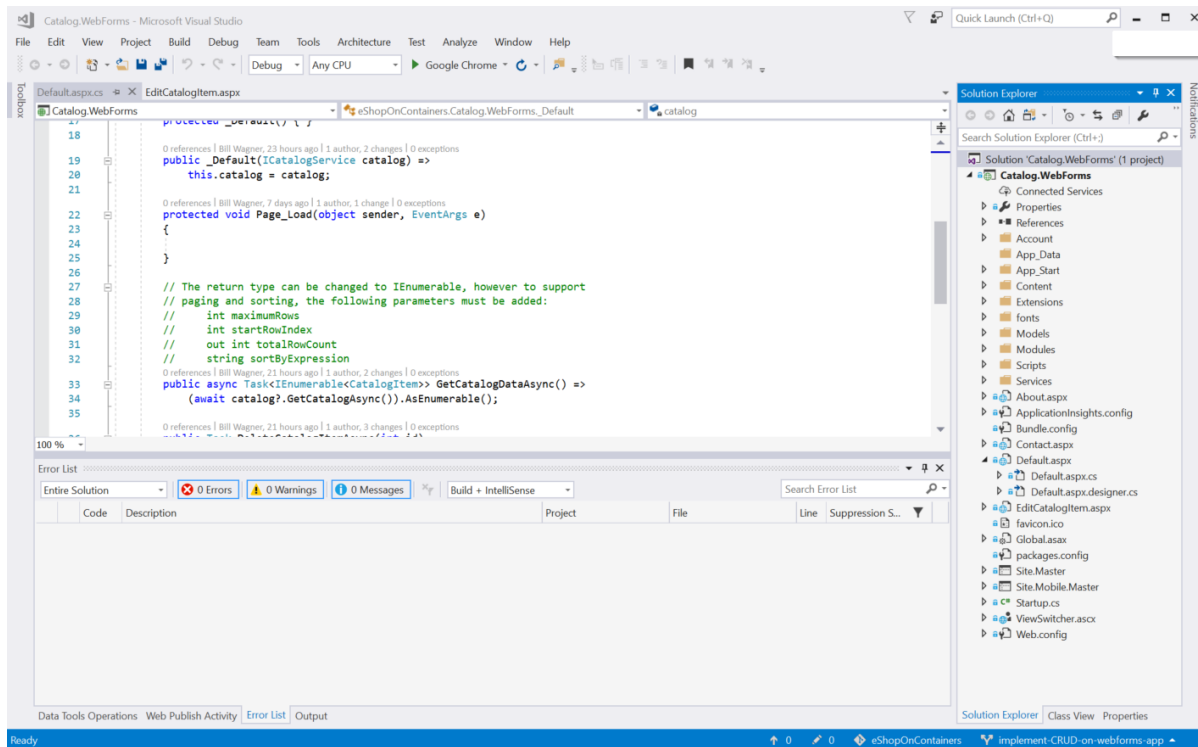 Catalog.WebForms - Microsoft Visual Studio
Quick Launch (Ctrl+Q)
File Edit View Project Build Debug Team Tools Architecture Test Analyze Window Help
Debug Any CPU Google Chrome
Toolbox
Default.aspx.cs EditCatalogItem.aspx
Catalog.WebForms eShopOnContainers.Catalog.WebForms._Default catalog
17 protected _Default() { }
18
0 references | Bill Wagner, 23 hours ago | 1 author, 2 changes | 0 exceptions
19 public _Default(ICatalogService catalog) =>
20 this.catalog = catalog;
21
0 references | Bill Wagner, 7 days ago | 1 author, 1 change | 0 exceptions
22 protected void Page_Load(object sender, EventArgs e)
23 {
24
25 }
26
27 // The return type can be changed to IEnumerable, however to support
28 // paging and sorting, the following parameters must be added:
29 // int maximumRows
30 // int startRowIndex
31 // out int totalRowCount
32 // string sortByExpression
0 references | Bill Wagner, 21 hours ago | 1 author, 2 changes | 0 exceptions
33 public async Task<IEnumerable<CatalogItem>> GetCatalogDataAsync() =>
34 (await catalog?.GetCatalogAsync()).AsEnumerable();
35
0 references | Bill Wagner, 21 hours ago | 1 author, 3 changes | 0 exceptions
public Task DeleteCatalogItemAsync(int id)
100 %
Error List
Entire Solution 0 Errors 0 Warnings 0 Messages Build + IntelliSense Search Error List
Code Description Project File Line Suppression S...
Data Tools Operations Web Publish Activity Error List Output
Solution Explorer
Search Solution Explorer (Ctrl+;)
Solution 'Catalog.WebForms' (1 project)
Catalog.WebForms
Connected Services
Properties
References
Account
App_Data
App_Start
Content
Extensions
fonts
Models
Modules
Scripts
Services
About.aspx
ApplicationInsights.config
Bundle.config
Contact.aspx
Default.aspx
Default.aspx.cs
Default.aspx.designer.cs
EditCatalogItem.aspx
favicon.ico
Global.asax
packages.config
Site.Master
Site.Mobile.Master
Startup.cs
ViewSwitcher.ascx
Web.config
Solution Explorer Class View Properties
Notifications
Ready 0 0 eShopOnContainers implement-CRUD-on-webforms-app